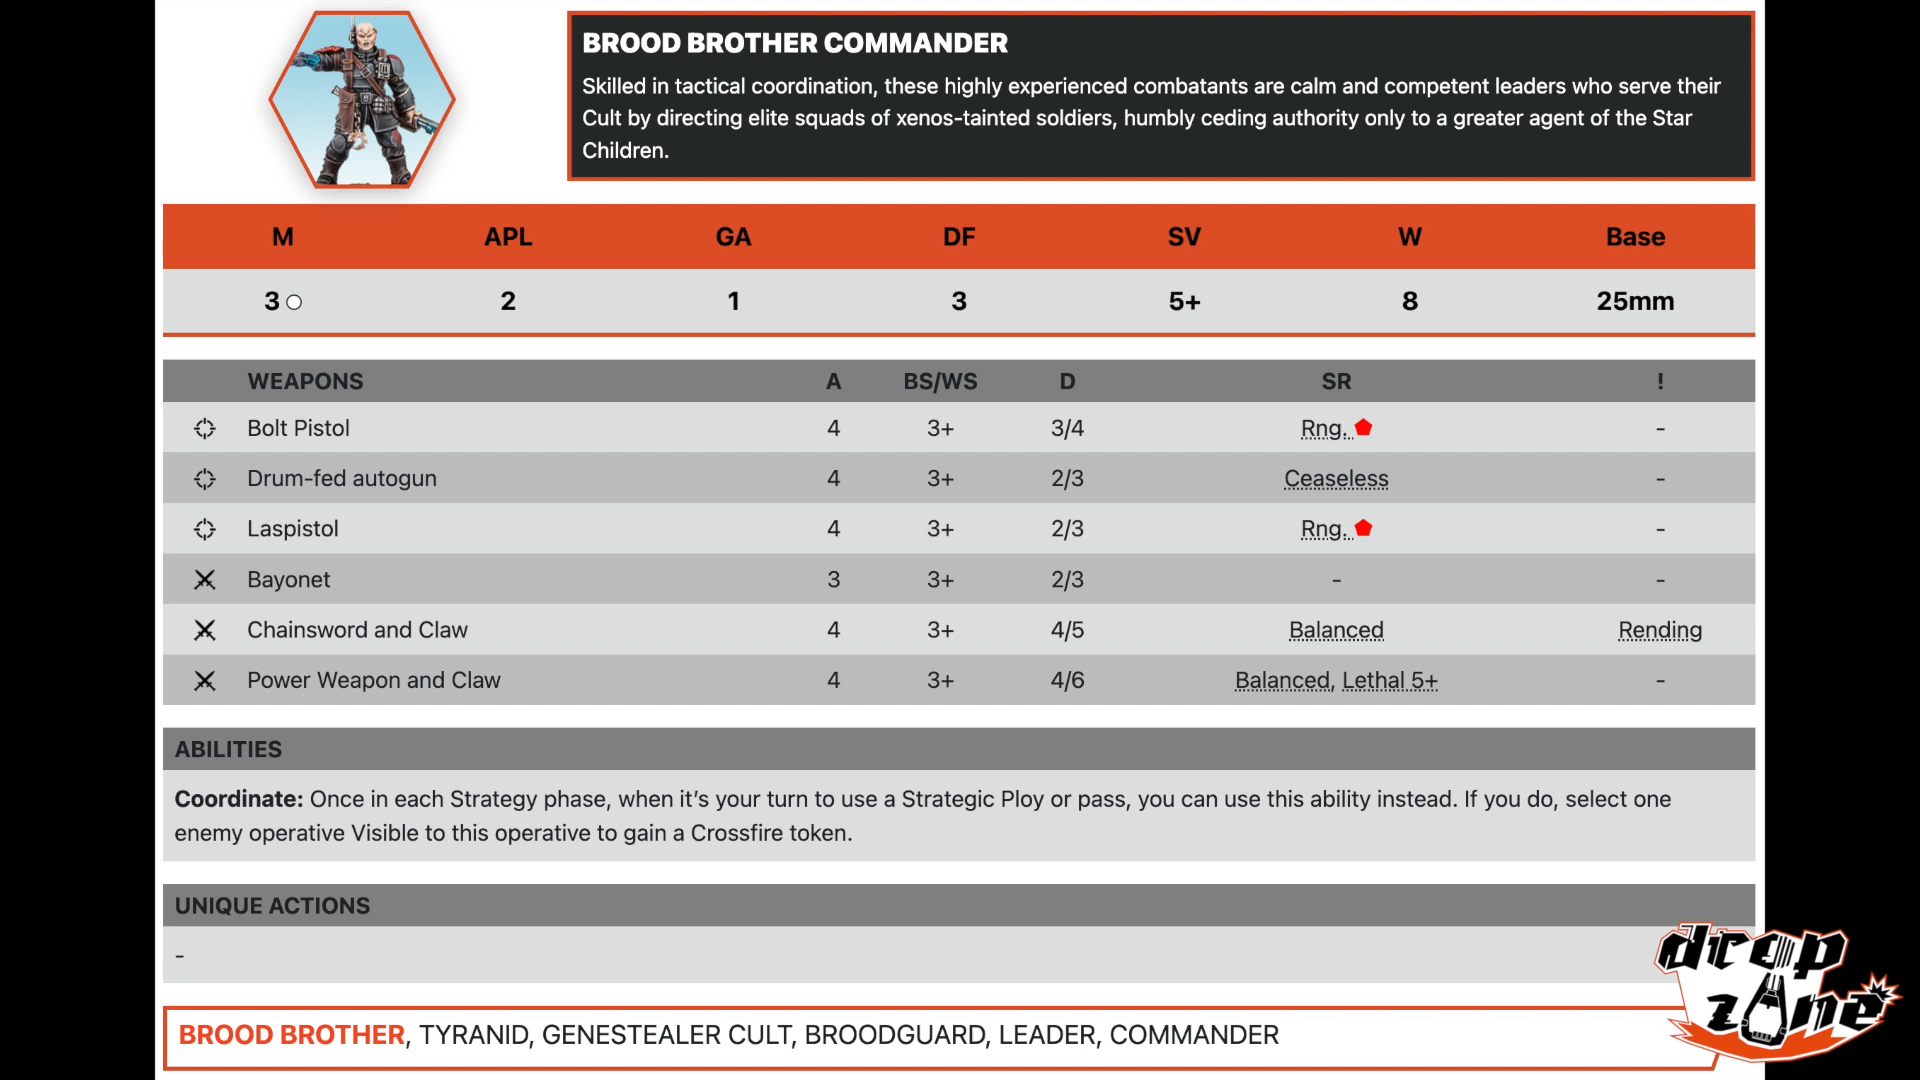 BROOD BROTHER COMMANDER
Skilled in tactical coordination, these highly experienced combatants are calm and competent leaders who serve their
Cult by directing elite squads of xenos-tainted soldiers, humbly ceding authority only to a greater agent of the Star
Children.
M APL GA DF SV W Base
3 2 1 3 5+ 8 25mm
WEAPONS A BS/WS D SR !
Bolt Pistol 4 3+ 3/4 Rng. -
Drum-fed autogun 4 3+ 2/3 Ceaseless -
Laspistol 4 3+ 2/3 Rng. -
Bayonet 3 3+ 2/3 - -
Chainsword and Claw 4 3+ 4/5 Balanced Rending
Power Weapon and Claw 4 3+ 4/6 Balanced, Lethal 5+ -
ABILITIES
Coordinate: Once in each Strategy phase, when it’s your turn to use a Strategic Ploy or pass, you can use this ability instead. If you do, select one
enemy operative Visible to this operative to gain a Crossfire token.
UNIQUE ACTIONS
-
BROOD BROTHER, TYRANID, GENESTEALER CULT, BROODGUARD, LEADER, COMMANDER
drop
zone